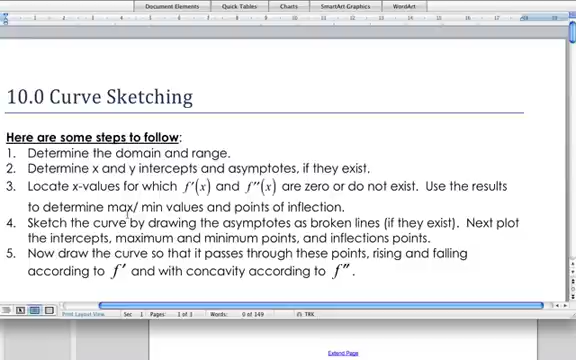 Document Elements Quick Tables Charts SmartArt Graphics WordArt
10.0 Curve Sketching
Here are some steps to follow:
1. Determine the domain and range.
2. Determine x and y intercepts and asymptotes, if they exist.
3. Locate x-values for which f′(x) and f″(x) are zero or do not exist. Use the results
to determine max/ min values and points of inflection.
4. Sketch the curve by drawing the asymptotes as broken lines (if they exist). Next plot
the intercepts, maximum and minimum points, and inflections points.
5. Now draw the curve so that it passes through these points, rising and falling
according to f′ and with concavity according to f″.
Print Layout View Sec 1 Pages: 1 of 1 Words: 0 of 149 TRK
Extend Page